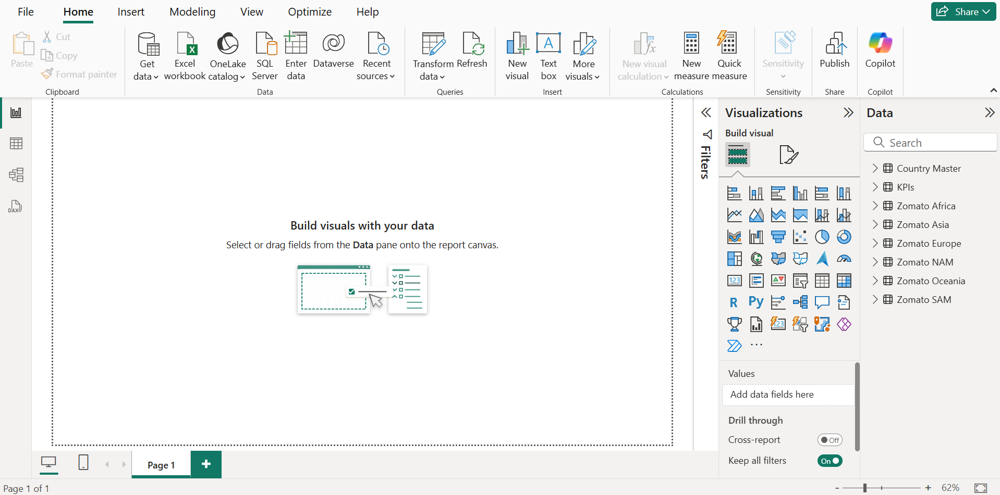 File Home Insert Modeling View Optimize Help Share
Paste
Cut
Copy
Format painter
Clipboard
Get data
Excel workbook
OneLake catalog
SQL Server
Enter data
Dataverse
Recent sources
Data
Transform data
Refresh
Queries
New visual
Text box
A
More visuals
Insert
New visual calculation
New measure
Quick measure
Calculations
Sensitivity
Sensitivity
Publish
Share
Copilot
Copilot
DAX
Build visuals with your data
Select or drag fields from the Data pane onto the report canvas.
Filters
Visualizations
Build visual
123
R Py
123
...
Values
Add data fields here
Drill through
Cross-report Off
Keep all filters On
Data
Search
Country Master
KPIs
Zomato Africa
Zomato Asia
Zomato Europe
Zomato NAM
Zomato Oceania
Zomato SAM
Page 1 +
Page 1 of 1
- + 62%